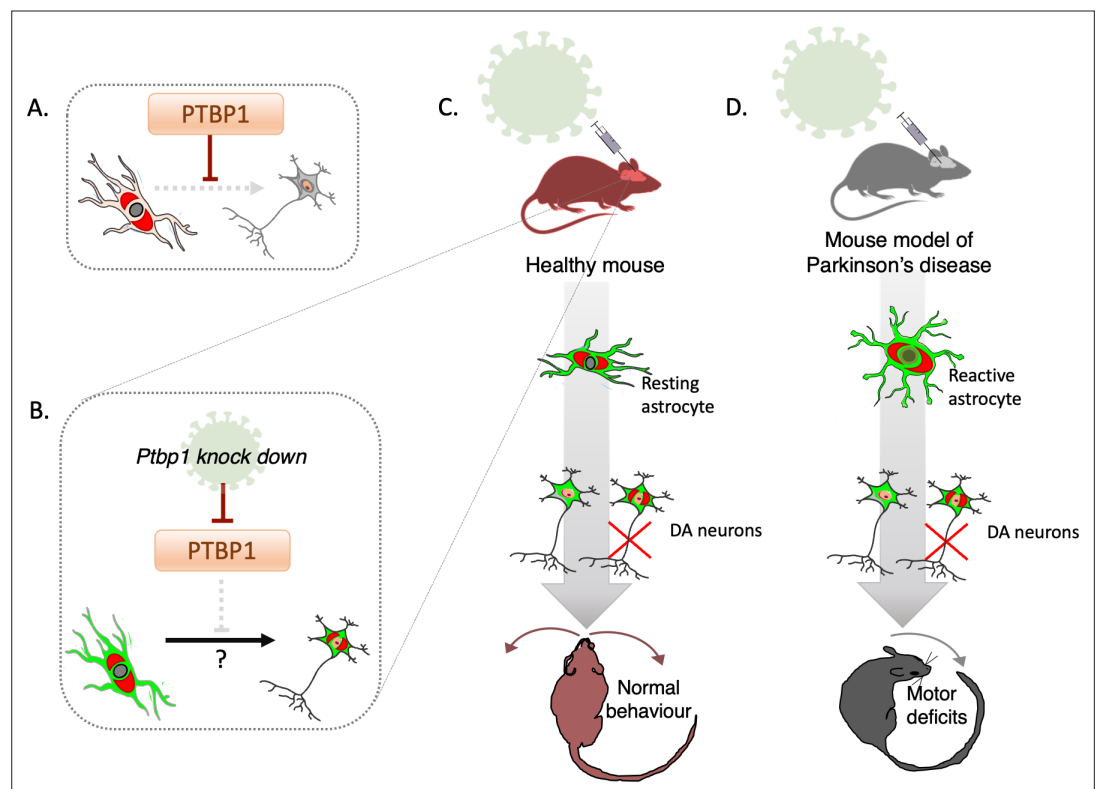 A.
PTBP1
B.
Ptbp1 knock down
PTBP1
?
C.
Healthy mouse
Resting
astrocyte
DA neurons
Normal
behaviour
D.
Mouse model of
Parkinson's disease
Reactive
astrocyte
DA neurons
Motor
deficits